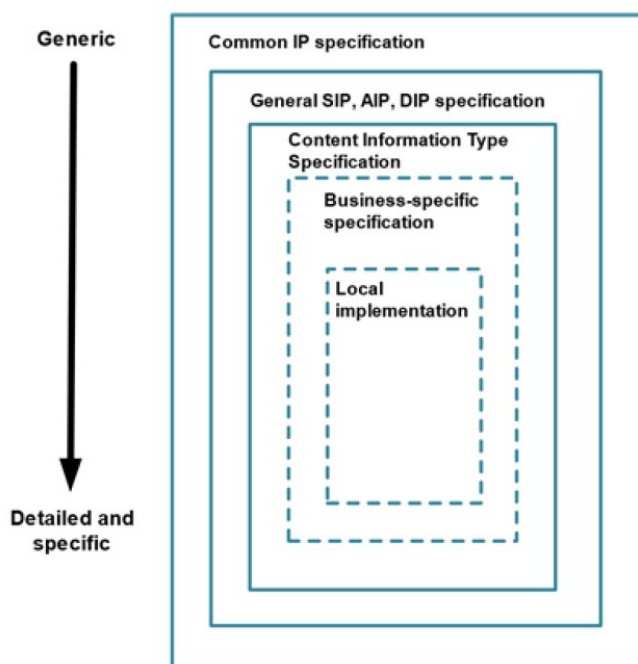 Generic
Common IP specification
General SIP, AIP, DIP specification
Content Information Type
Specification
Business-specific
specification
Local
implementation
Detailed and
specific